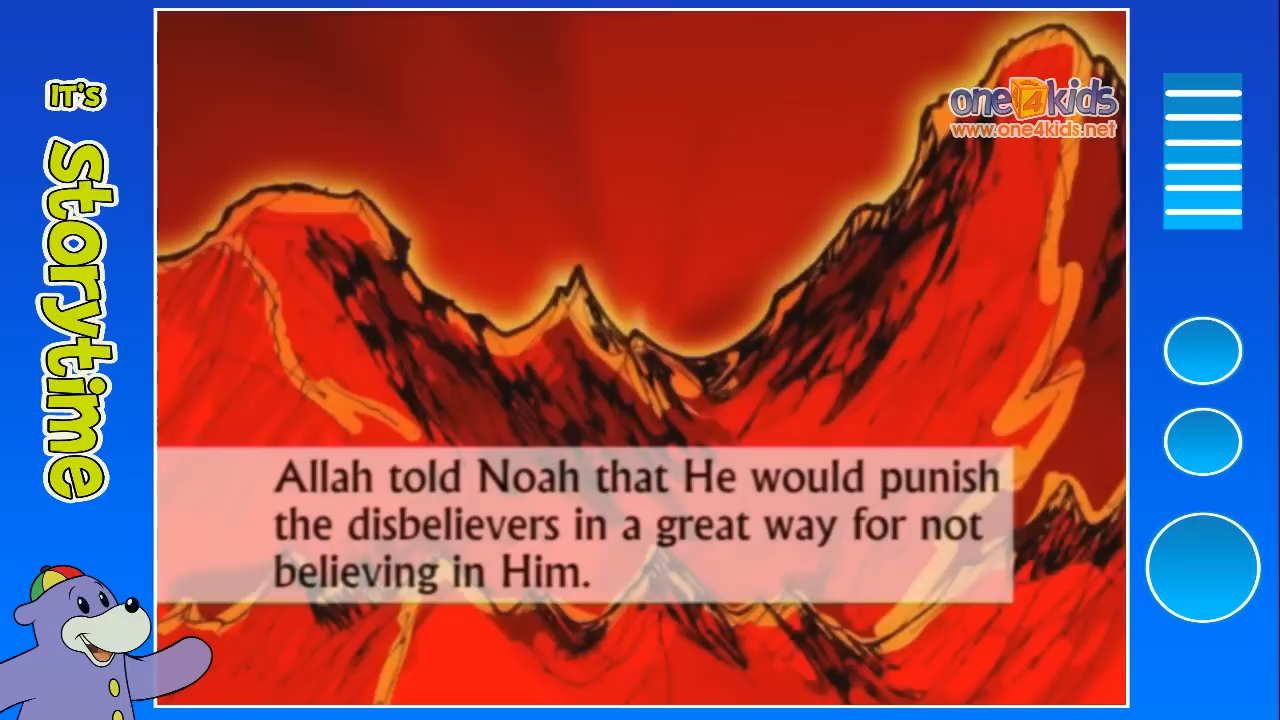 IT's
Storytime
one4kids
www.one4kids.net
Allah told Noah that He would punish
the disbelievers in a great way for not
believing in Him.